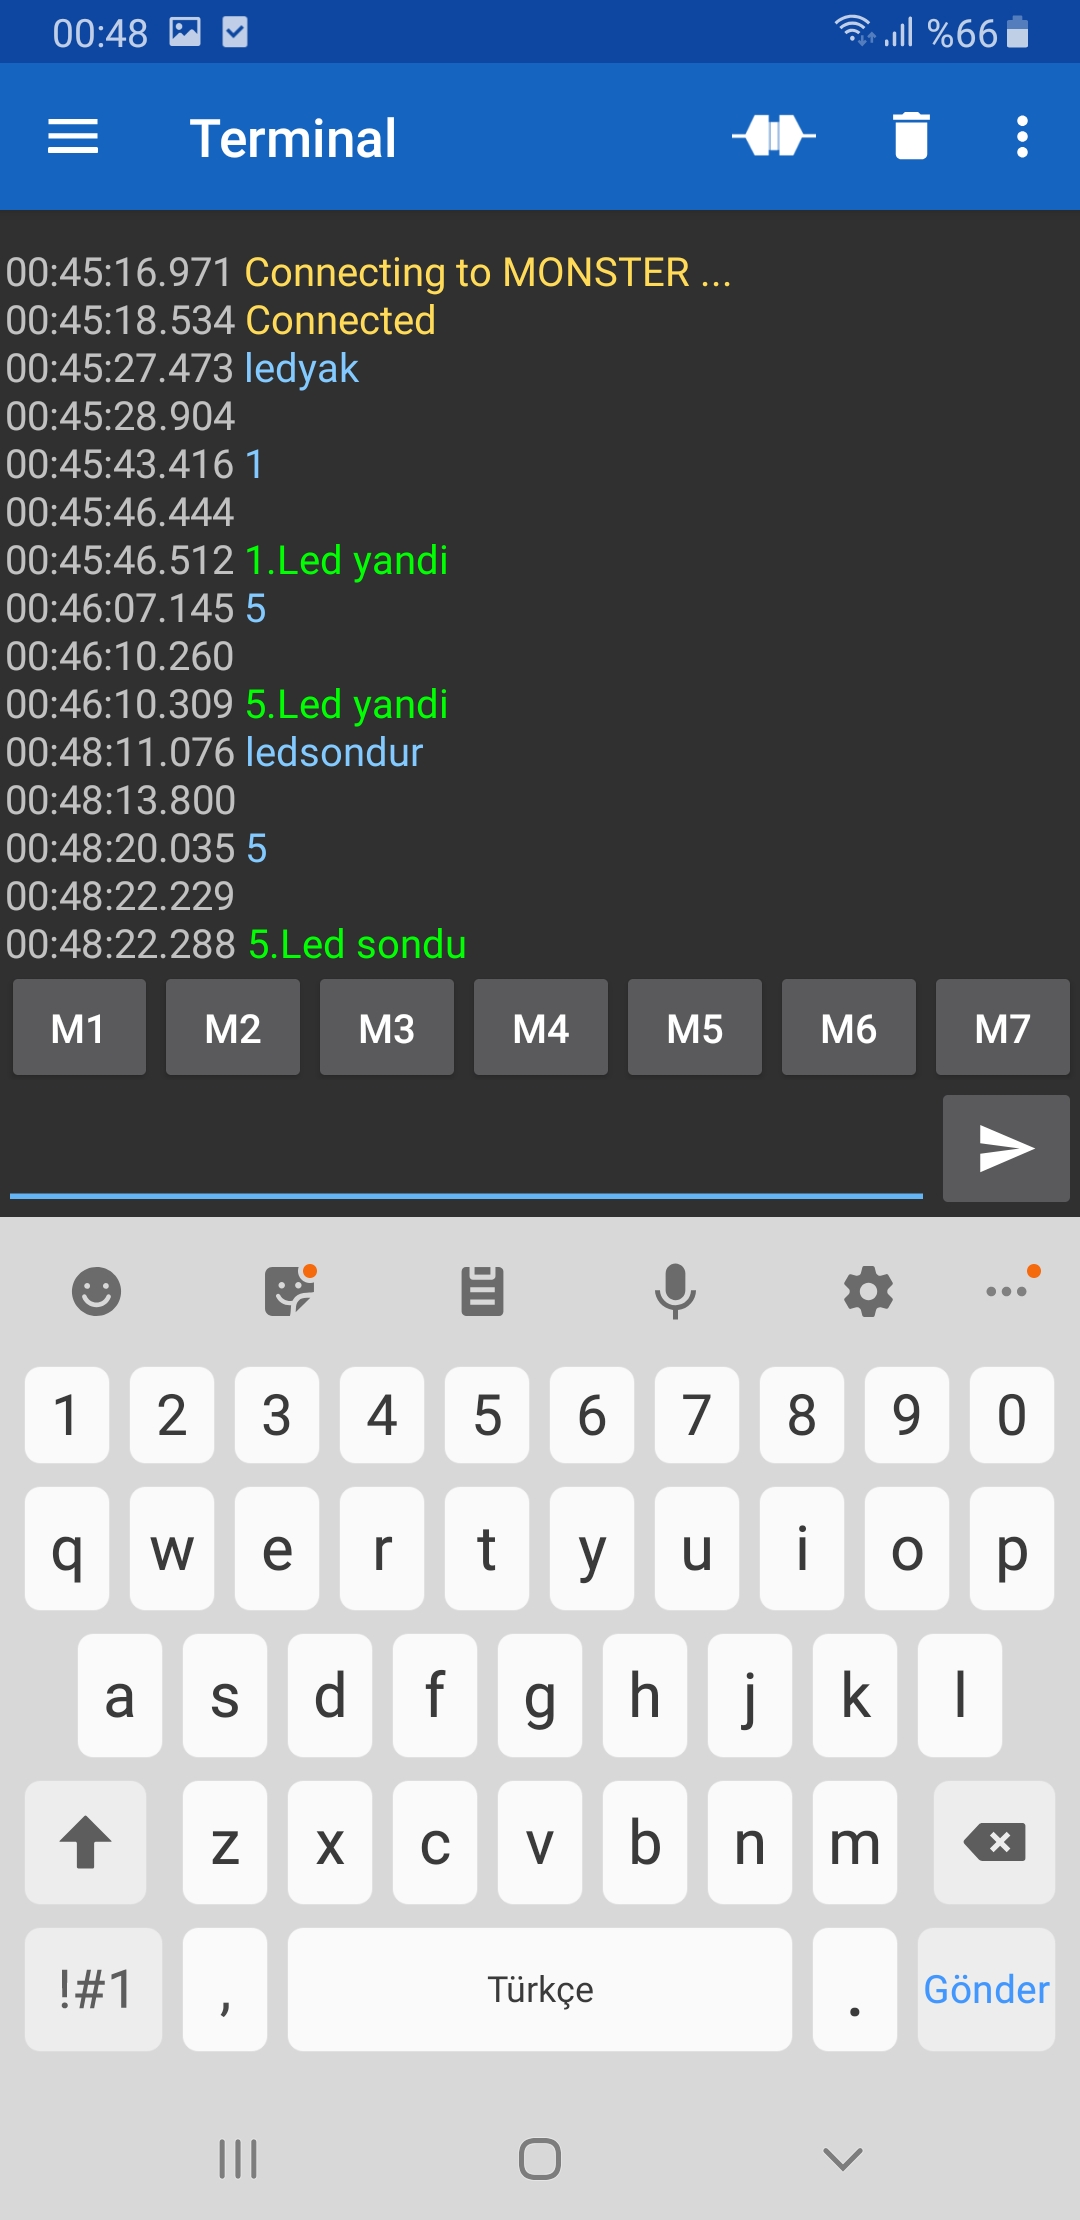 00:48 %66
Terminal
00:45:16.971 Connecting to MONSTER ...
00:45:18.534 Connected
00:45:27.473 ledyak
00:45:28.904
00:45:43.416 1
00:45:46.444
00:45:46.512 1.Led yandi
00:46:07.145 5
00:46:10.260
00:46:10.309 5.Led yandi
00:48:11.076 ledsondur
00:48:13.800
00:48:20.035 5
00:48:22.229
00:48:22.288 5.Led sondu
M1 M2 M3 M4 M5 M6 M7
1 2 3 4 5 6 7 8 9 0
q w e r t y u i o p
a s d f g h j k l
z x c v b n m
!#1 , Türkçe . Gönder